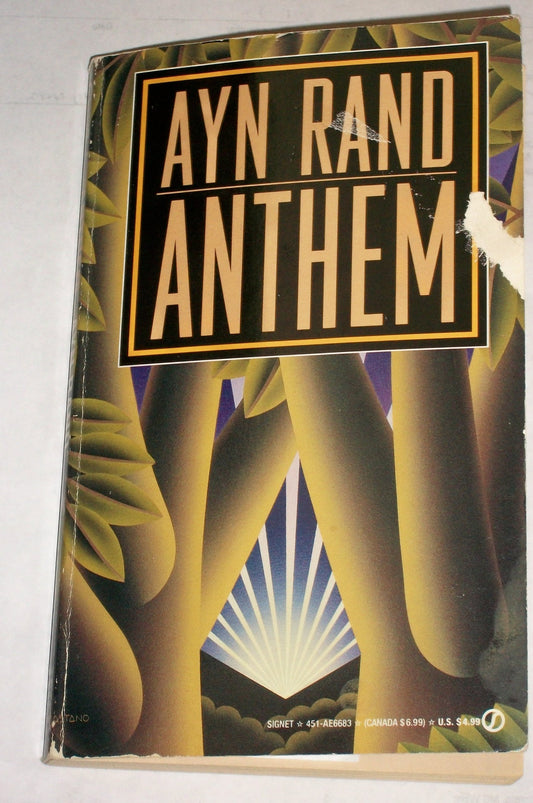 AYN RAND
ANTHEM
SIGNET ☆ 451-AE6683 ☆ (CANADA $6.99) ☆ U.S. $4.99